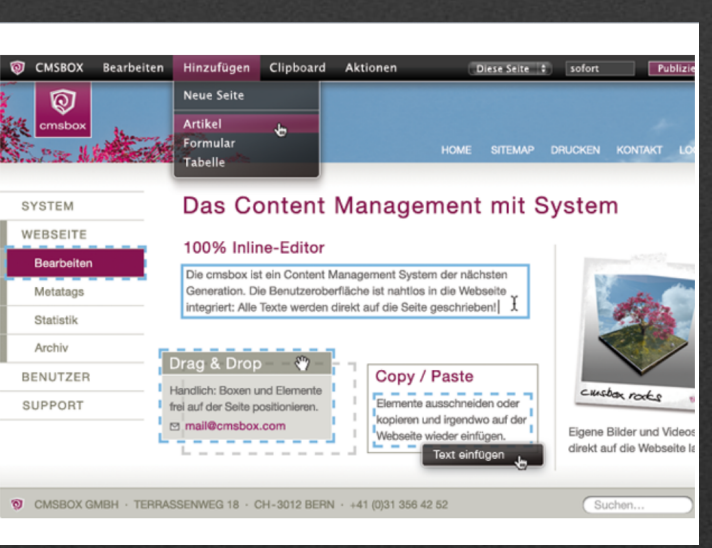 CMSBOX Bearbeiten Hinzufügen Clipboard Aktionen Diese Seite sofort
Neue Seite
Artikel
Formular
Tabelle
cmsbox
HOME SITEMAP DRUCKEN KONTAKT
SYSTEM
WEBSEITE
Bearbeiten
Metatags
Statistik
Archiv
BENUTZER
SUPPORT
Das Content Management mit System
100% Inline-Editor
Die cmsbox ist ein Content Management System der nächsten
Generation. Die Benutzeroberfläche ist nahtlos in die Webseite
integriert: Alle Texte werden direkt auf die Seite geschrieben!
Drag & Drop
Handlich: Boxen und Elemente
frei auf der Seite positionieren.
mail@cmsbox.com
Copy / Paste
Elemente ausschneiden oder
kopieren und irgendwo auf der
Webseite wieder einfügen.
Text einfügen
cmsbox rocks
Eigene Bilder und Videos
direkt auf die Webseite
CMSBOX GMBH · TERRASSENWEG 18 · CH-3012 BERN · +41 (0)31 356 42 52
Suchen...